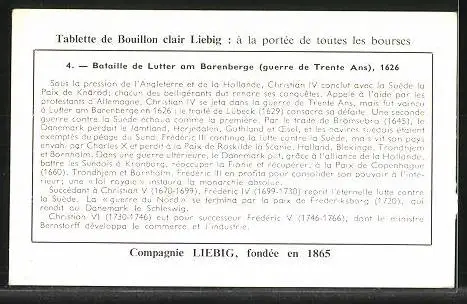 Tablette de Bouillon clair Liebig : à la portée de toutes les bourses
4. — Bataille de Lutter am Barenberge (guerre de Trente Ans), 1626
Sous la pression de l'Angleterre et de la Hollande, Christian IV conclut avec la Suède la
Paix de Knäröd; chacun des belligérants dut rendre ses conquêtes. Appelé à l'aide par les
protestants d'Allemagne, Christian IV se jeta dans la guerre de Trente Ans, mais fut vaincu
à Lutter am Barenberge en 1626 ; le traité de Lübeck (1629) consacra sa défaite. Une seconde
guerre contre la Suède échoua comme la première. Par le traité de Brömsebrö (1645), le
Danemark perdait le Jämtland, Herjedalen, Guthland et Œsel, et les navires suédois étaient
exemptés du péage du Sund. Frédéric III continua la lutte contre la Suède, mais vit son pays
envahi par Charles X et perdit à la Paix de Roskilde la Scanie, Halland, Blekinge, Trondhjem
et Bornholm. Dans une guerre ultérieure, le Danemark put, grâce à l'alliance de la Hollande,
battre les Suédois à Kronborg, réoccuper la Fionie et récupérer à la Paix de Copenhague
(1660), Trondhjem et Bornholm. Frédéric III en profita pour consolider son pouvoir à l'inté-
rieur; une « loi royale » instaura la monarchie absolue.
Succédant à Christian V (1670-1699), Frédéric IV (1699-1730) reprit l'éternelle lutte contre
la Suède. La « guerre du Nord » se termina par la paix de Frederiksborg (1720), qui
rendit au Danemark le Schleswig.
Christian VI (1730-1746) eut pour successeur Frédéric V (1746-1766), dont le ministre
Bernstorff développa le commerce et l'industrie.
Compagnie LIEBIG, fondée en 1865